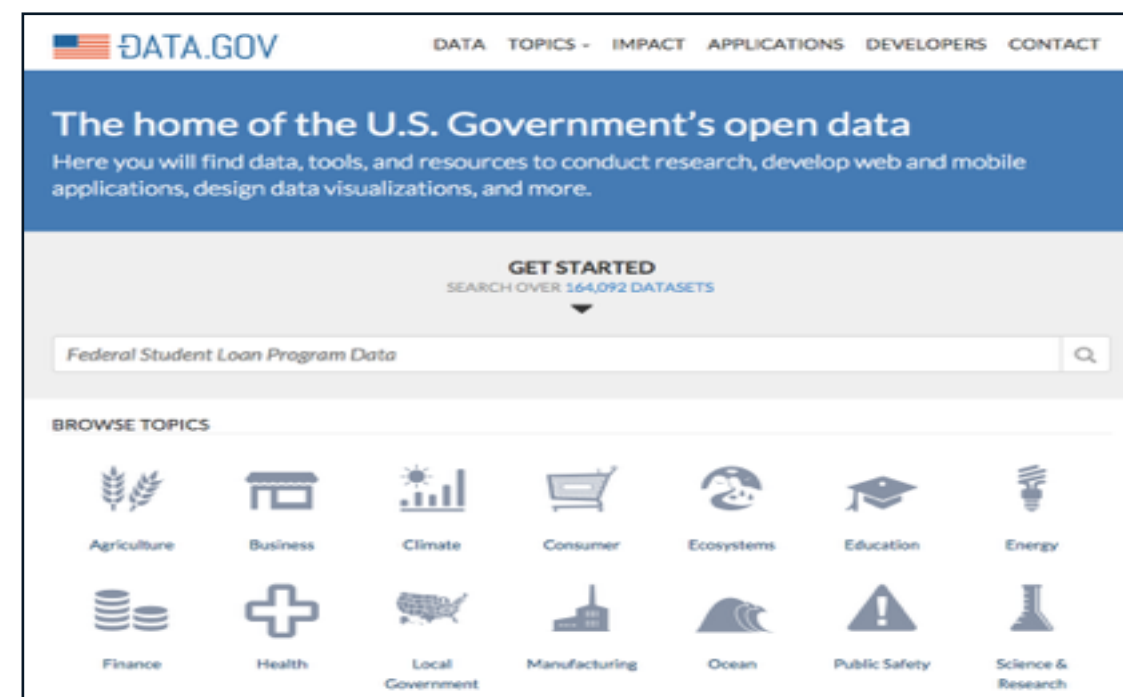 DATA.GOV
DATA TOPICS - IMPACT APPLICATIONS DEVELOPERS CONTACT
The home of the U.S. Government's open data
Here you will find data, tools, and resources to conduct research, develop web and mobile
applications, design data visualizations, and more.
GET STARTED
SEARCH OVER 164,092 DATASETS
Federal Student Loan Program Data
BROWSE TOPICS
Agriculture Business Climate Consumer Ecosystems Education Energy
Finance Health Local Government Manufacturing Ocean Public Safety Science & Research